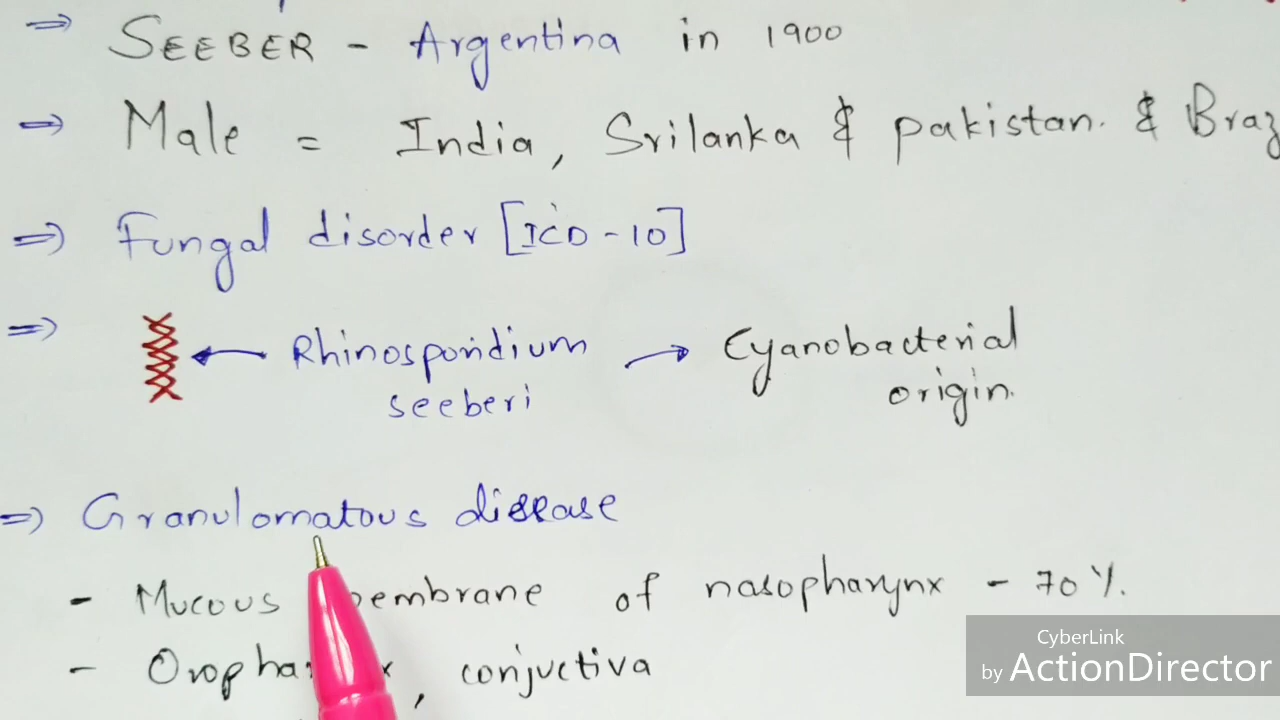 ⇒ SEEBER - Argentina in 1900
⇒ Male = India, Srilanka & pakistan. & Braz
⇒ Fungal disorder [ICD-10]
⇒ ← Rhinosporidium → Cyanobacterial
seeberi origin.
⇒ Granulomatous disease
- Mucous membrane of nasopharynx - 70%.
- Oropha x, conjuctiva
CyberLink
by ActionDirector